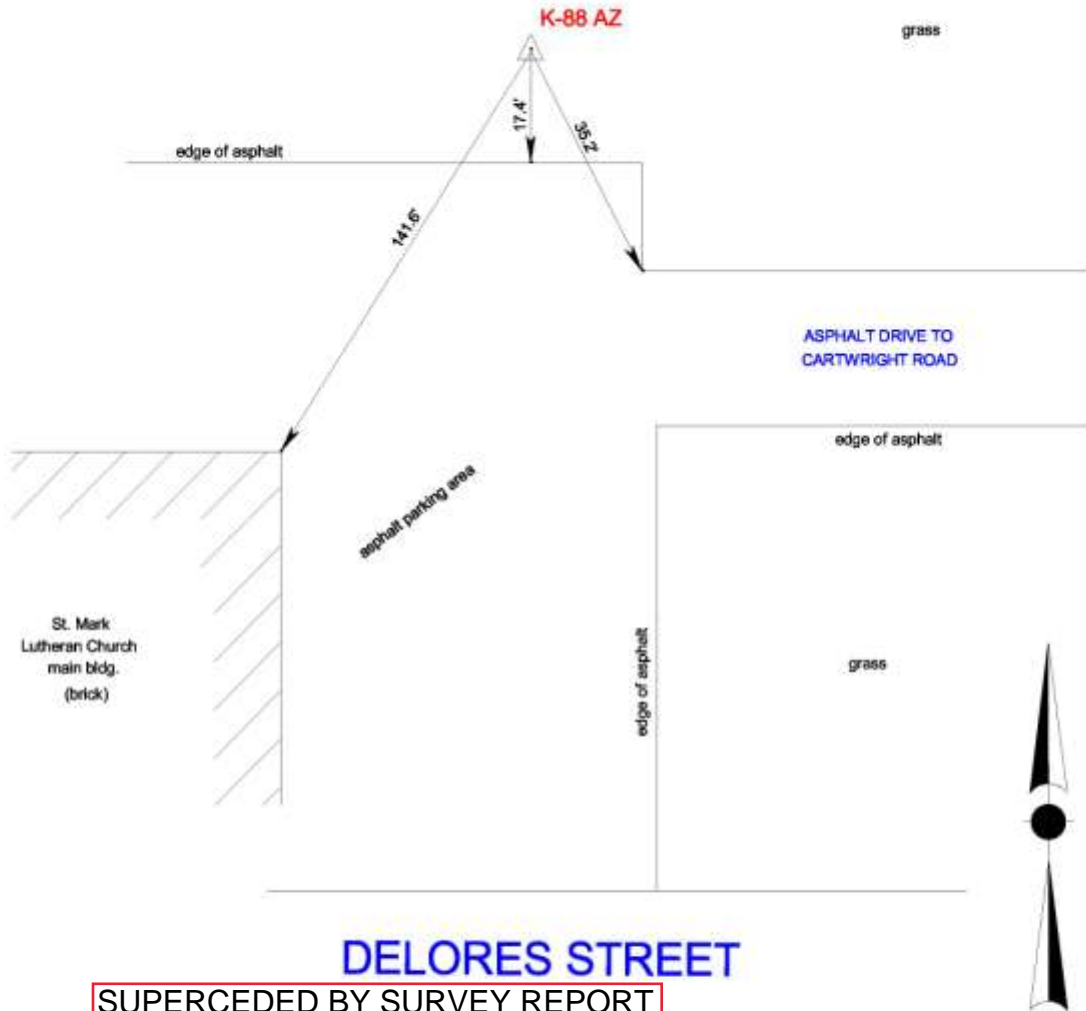 K-88 AZ
grass
17.4'
35.2'
edge of asphalt
141.6'
ASPHALT DRIVE TO
CARTWRIGHT ROAD
edge of asphalt
asphalt parking area
St. Mark
Lutheran Church
main bldg.
(brick)
edge of asphalt
grass
DELORES STREET
SUPERCEDED BY SURVEY REPORT